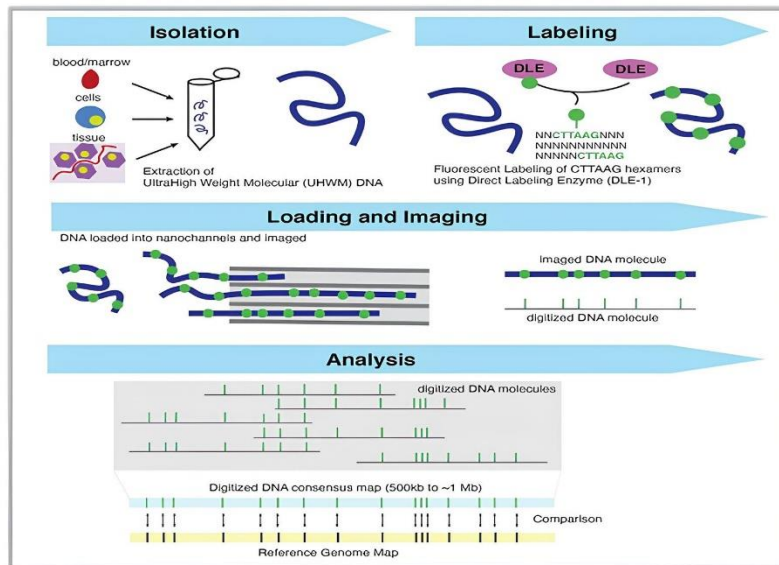 Isolation
Labeling
blood/marrow
cells
tissue
Extraction of
UltraHigh Weight Molecular (UHWM) DNA
DLE
DLE
NNCTTAAGNNN
NNNNNNNNNNN
NNNNNCTTAAG
Fluorescent Labeling of CTTAAG hexamers
using Direct Labeling Enzyme (DLE-1)
Loading and Imaging
DNA loaded into nanochannels and imaged
imaged DNA molecule
digitized DNA molecule
Analysis
digitized DNA molecules
Digitized DNA consensus map (500kb to ~1 Mb)
Comparison
Reference Genome Map